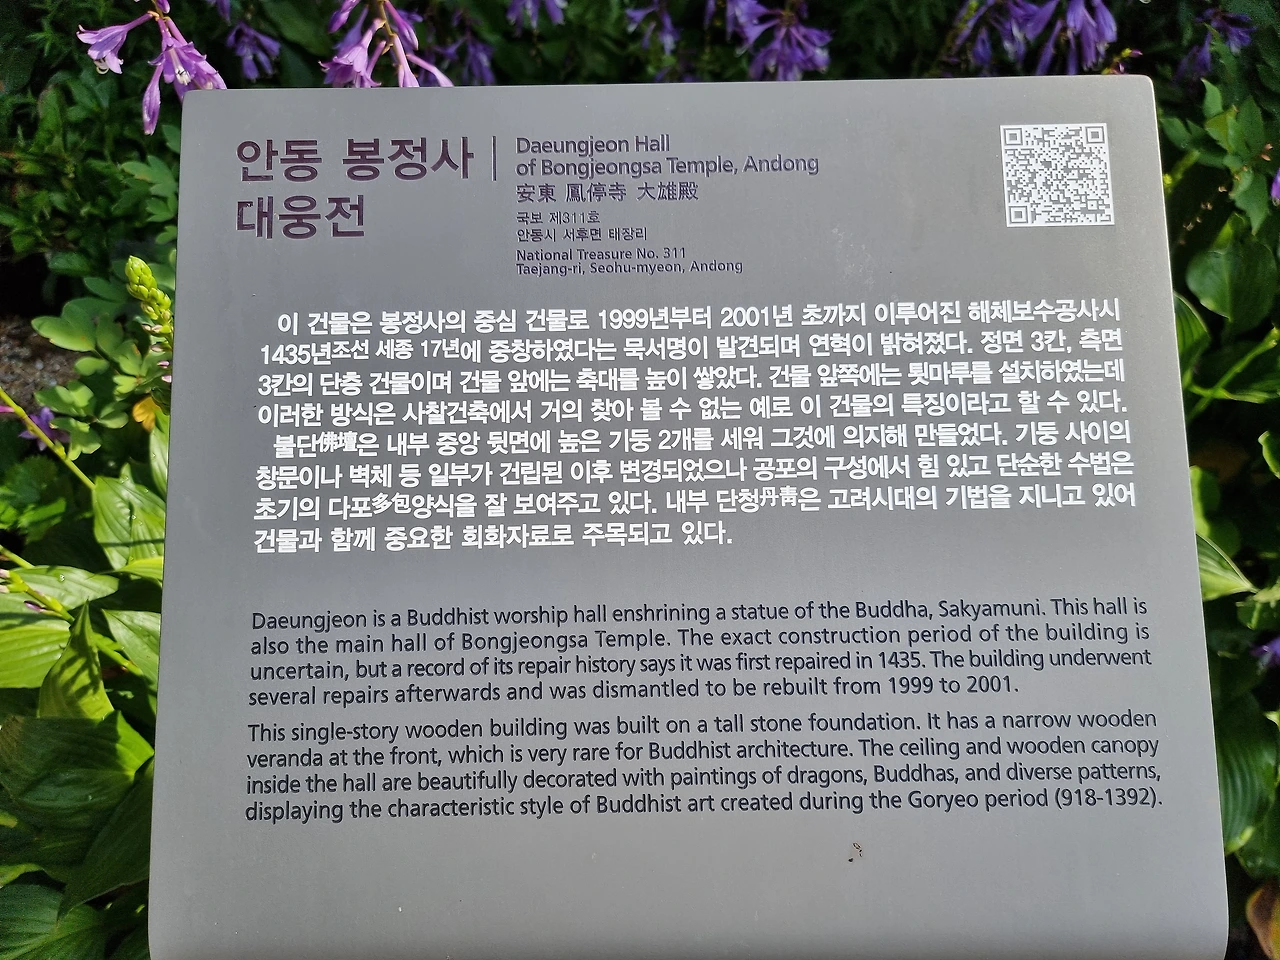 안동 봉정사
대웅전
Daeungjeon Hall
of Bongjeongsa Temple, Andong
安東 鳳停寺 大雄殿
국보 제311호
안동시 서후면 태장리
National Treasure No. 311
Taejang-ri, Seohu-myeon, Andong
이 건물은 봉정사의 중심 건물로 1999년부터 2001년 초까지 이루어진 해체보수공사시
1435년조선 세종 17년에 중창하였다는 묵서명이 발견되며 연혁이 밝혀졌다. 정면 3칸, 측면
3칸의 단층 건물이며 건물 앞에는 축대를 높이 쌓았다. 건물 앞쪽에는 툇마루를 설치하였는데
이러한 방식은 사찰건축에서 거의 찾아 볼 수 없는 예로 이 건물의 특징이라고 할 수 있다.
불단佛壇은 내부 중앙 뒷면에 높은 기둥 2개를 세워 그것에 의지해 만들었다. 기둥 사이의
창문이나 벽체 등 일부가 건립된 이후 변경되었으나 공포의 구성에서 힘 있고 단순한 수법은
초기의 다포多包양식을 잘 보여주고 있다. 내부 단청丹靑은 고려시대의 기법을 지니고 있어
건물과 함께 중요한 회화자료로 주목되고 있다.
Daeungjeon is a Buddhist worship hall enshrining a statue of the Buddha, Sakyamuni. This hall is
also the main hall of Bongjeongsa Temple. The exact construction period of the building is
uncertain, but a record of its repair history says it was first repaired in 1435. The building underwent
several repairs afterwards and was dismantled to be rebuilt from 1999 to 2001.
This single-story wooden building was built on a tall stone foundation. It has a narrow wooden
veranda at the front, which is very rare for Buddhist architecture. The ceiling and wooden canopy
inside the hall are beautifully decorated with paintings of dragons, Buddhas, and diverse patterns,
displaying the characteristic style of Buddhist art created during the Goryeo period (918-1392).